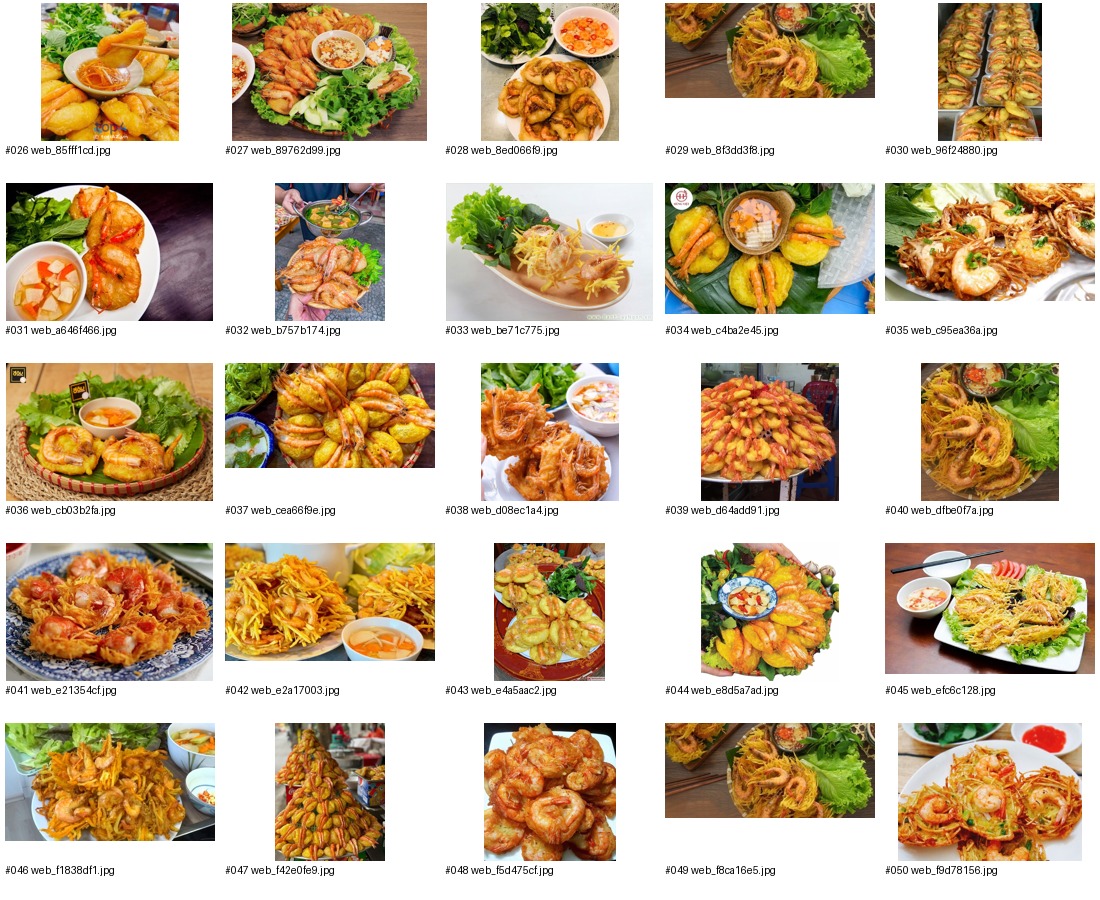 #026 web_85fff1cd.jpg
#027 web_89762d99.jpg
#028 web_8ed066f9.jpg
#029 web_8f3dd3f8.jpg
#030 web_96f24880.jpg
#031 web_a646f466.jpg
#032 web_b757b174.jpg
#033 web_be71c775.jpg
#034 web_c4ba2e45.jpg
#035 web_c95ea36a.jpg
#036 web_cb03b2fa.jpg
#037 web_cea66f9e.jpg
#038 web_d08ec1a4.jpg
#039 web_d64add91.jpg
#040 web_dfbe0f7a.jpg
#041 web_e21354cf.jpg
#042 web_e2a17003.jpg
#043 web_e4a5aac2.jpg
#044 web_e8d5a7ad.jpg
#045 web_efc6c128.jpg
#046 web_f1838df1.jpg
#047 web_f42e0fe9.jpg
#048 web_f5d475cf.jpg
#049 web_f8ca16e5.jpg
#050 web_f9d78156.jpg